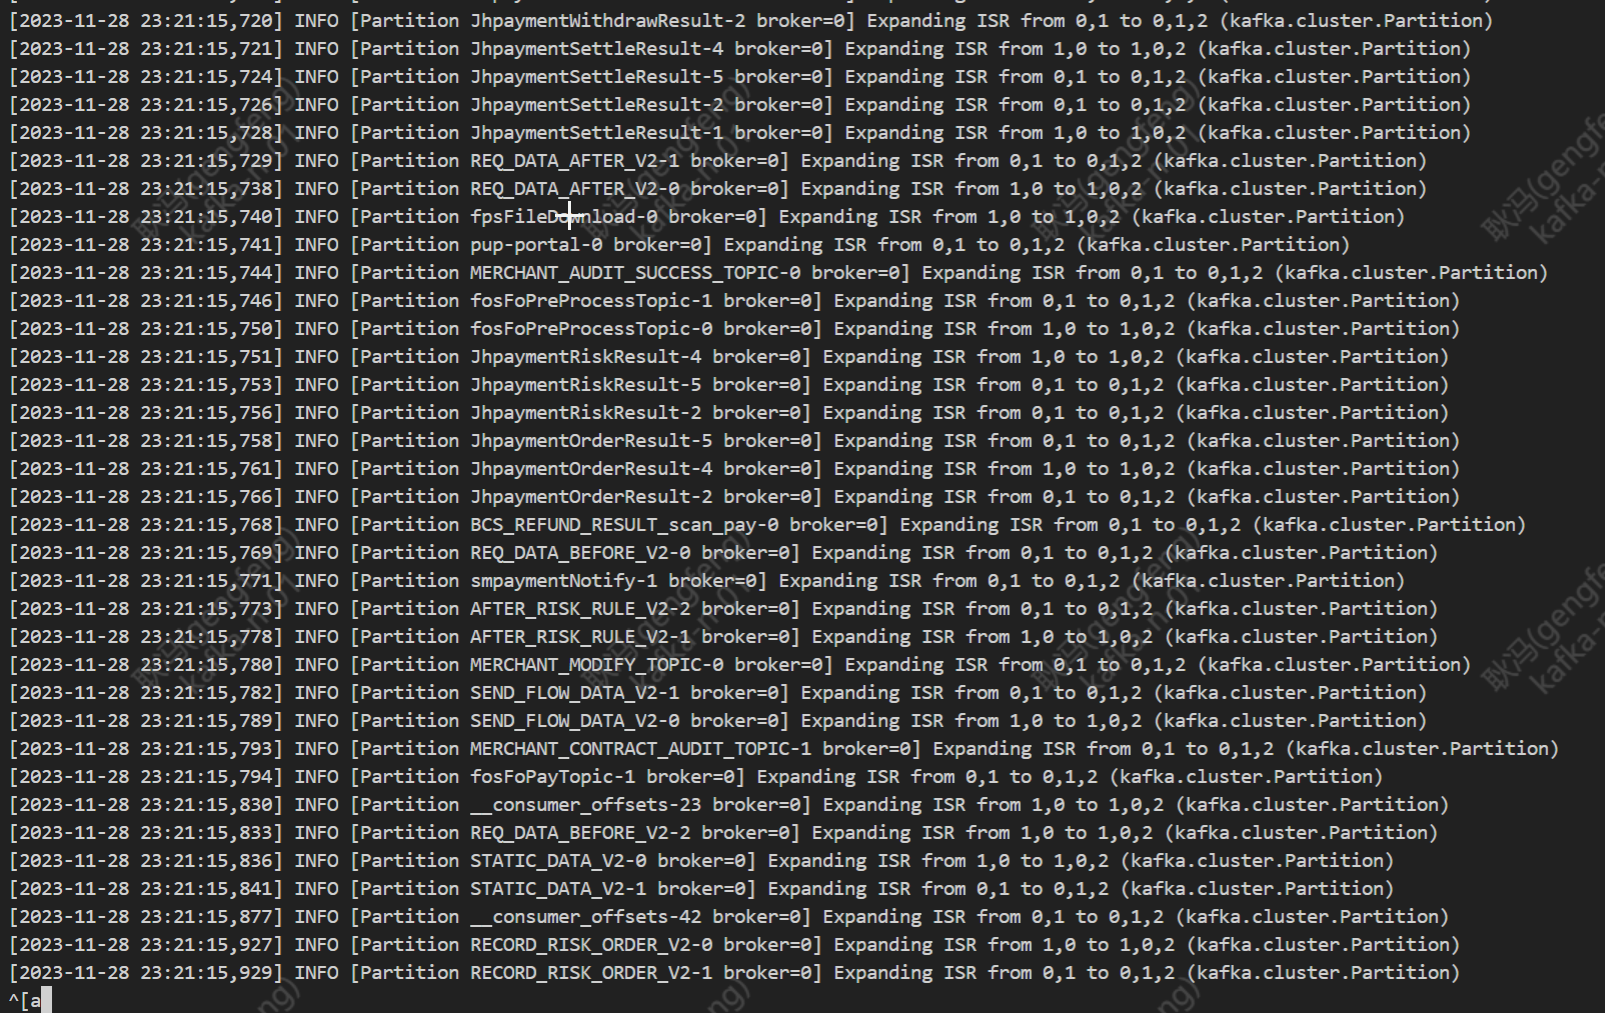 [2023-11-28 23:21:15,720] INFO [Partition JhpaymentWithdrawResult-2 broker=0] Expanding ISR from 0,1 to 0,1,2 (kafka.cluster.Partition)
[2023-11-28 23:21:15,721] INFO [Partition JhpaymentSettleResult-4 broker=0] Expanding ISR from 1,0 to 1,0,2 (kafka.cluster.Partition)
[2023-11-28 23:21:15,724] INFO [Partition JhpaymentSettleResult-5 broker=0] Expanding ISR from 0,1 to 0,1,2 (kafka.cluster.Partition)
[2023-11-28 23:21:15,726] INFO [Partition JhpaymentSettleResult-2 broker=0] Expanding ISR from 0,1 to 0,1,2 (kafka.cluster.Partition)
[2023-11-28 23:21:15,728] INFO [Partition JhpaymentSettleResult-1 broker=0] Expanding ISR from 1,0 to 1,0,2 (kafka.cluster.Partition)
[2023-11-28 23:21:15,729] INFO [Partition REQ_DATA_AFTER_V2-1 broker=0] Expanding ISR from 0,1 to 0,1,2 (kafka.cluster.Partition)
[2023-11-28 23:21:15,738] INFO [Partition REQ_DATA_AFTER_V2-0 broker=0] Expanding ISR from 1,0 to 1,0,2 (kafka.cluster.Partition)
[2023-11-28 23:21:15,740] INFO [Partition fpsFileDownload-0 broker=0] Expanding ISR from 1,0 to 1,0,2 (kafka.cluster.Partition)
[2023-11-28 23:21:15,741] INFO [Partition pup-portal-0 broker=0] Expanding ISR from 0,1 to 0,1,2 (kafka.cluster.Partition)
[2023-11-28 23:21:15,744] INFO [Partition MERCHANT_AUDIT_SUCCESS_TOPIC-0 broker=0] Expanding ISR from 0,1 to 0,1,2 (kafka.cluster.Partition)
[2023-11-28 23:21:15,746] INFO [Partition fosFoPreProcessTopic-1 broker=0] Expanding ISR from 0,1 to 0,1,2 (kafka.cluster.Partition)
[2023-11-28 23:21:15,750] INFO [Partition fosFoPreProcessTopic-0 broker=0] Expanding ISR from 1,0 to 1,0,2 (kafka.cluster.Partition)
[2023-11-28 23:21:15,751] INFO [Partition JhpaymentRiskResult-4 broker=0] Expanding ISR from 1,0 to 1,0,2 (kafka.cluster.Partition)
[2023-11-28 23:21:15,753] INFO [Partition JhpaymentRiskResult-5 broker=0] Expanding ISR from 0,1 to 0,1,2 (kafka.cluster.Partition)
[2023-11-28 23:21:15,756] INFO [Partition JhpaymentRiskResult-2 broker=0] Expanding ISR from 0,1 to 0,1,2 (kafka.cluster.Partition)
[2023-11-28 23:21:15,758] INFO [Partition JhpaymentOrderResult-5 broker=0] Expanding ISR from 0,1 to 0,1,2 (kafka.cluster.Partition)
[2023-11-28 23:21:15,761] INFO [Partition JhpaymentOrderResult-4 broker=0] Expanding ISR from 1,0 to 1,0,2 (kafka.cluster.Partition)
[2023-11-28 23:21:15,766] INFO [Partition JhpaymentOrderResult-2 broker=0] Expanding ISR from 0,1 to 0,1,2 (kafka.cluster.Partition)
[2023-11-28 23:21:15,768] INFO [Partition BCS_REFUND_RESULT_scan_pay-0 broker=0] Expanding ISR from 0,1 to 0,1,2 (kafka.cluster.Partition)
[2023-11-28 23:21:15,769] INFO [Partition REQ_DATA_BEFORE_V2-0 broker=0] Expanding ISR from 0,1 to 0,1,2 (kafka.cluster.Partition)
[2023-11-28 23:21:15,771] INFO [Partition smpaymentNotify-1 broker=0] Expanding ISR from 0,1 to 0,1,2 (kafka.cluster.Partition)
[2023-11-28 23:21:15,773] INFO [Partition AFTER_RISK_RULE_V2-2 broker=0] Expanding ISR from 0,1 to 0,1,2 (kafka.cluster.Partition)
[2023-11-28 23:21:15,778] INFO [Partition AFTER_RISK_RULE_V2-1 broker=0] Expanding ISR from 1,0 to 1,0,2 (kafka.cluster.Partition)
[2023-11-28 23:21:15,780] INFO [Partition MERCHANT_MODIFY_TOPIC-0 broker=0] Expanding ISR from 0,1 to 0,1,2 (kafka.cluster.Partition)
[2023-11-28 23:21:15,782] INFO [Partition SEND_FLOW_DATA_V2-1 broker=0] Expanding ISR from 0,1 to 0,1,2 (kafka.cluster.Partition)
[2023-11-28 23:21:15,789] INFO [Partition SEND_FLOW_DATA_V2-0 broker=0] Expanding ISR from 1,0 to 1,0,2 (kafka.cluster.Partition)
[2023-11-28 23:21:15,793] INFO [Partition MERCHANT_CONTRACT_AUDIT_TOPIC-1 broker=0] Expanding ISR from 0,1 to 0,1,2 (kafka.cluster.Partition)
[2023-11-28 23:21:15,794] INFO [Partition fosFoPayTopic-1 broker=0] Expanding ISR from 0,1 to 0,1,2 (kafka.cluster.Partition)
[2023-11-28 23:21:15,830] INFO [Partition __consumer_offsets-23 broker=0] Expanding ISR from 1,0 to 1,0,2 (kafka.cluster.Partition)
[2023-11-28 23:21:15,833] INFO [Partition REQ_DATA_BEFORE_V2-2 broker=0] Expanding ISR from 1,0 to 1,0,2 (kafka.cluster.Partition)
[2023-11-28 23:21:15,836] INFO [Partition STATIC_DATA_V2-0 broker=0] Expanding ISR from 1,0 to 1,0,2 (kafka.cluster.Partition)
[2023-11-28 23:21:15,841] INFO [Partition STATIC_DATA_V2-1 broker=0] Expanding ISR from 0,1 to 0,1,2 (kafka.cluster.Partition)
[2023-11-28 23:21:15,877] INFO [Partition __consumer_offsets-42 broker=0] Expanding ISR from 0,1 to 0,1,2 (kafka.cluster.Partition)
[2023-11-28 23:21:15,927] INFO [Partition RECORD_RISK_ORDER_V2-0 broker=0] Expanding ISR from 1,0 to 1,0,2 (kafka.cluster.Partition)
[2023-11-28 23:21:15,929] INFO [Partition RECORD_RISK_ORDER_V2-1 broker=0] Expanding ISR from 0,1 to 0,1,2 (kafka.cluster.Partition)
^[a